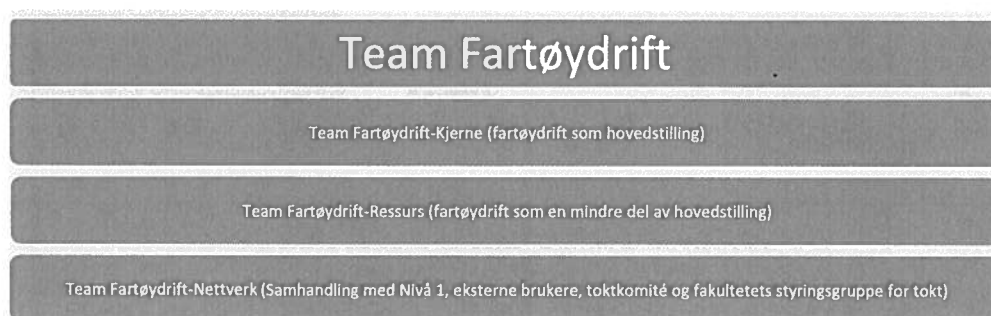 Team Fartøydrift
Team Fartøydrift-Kjerne (fartøydrift som hovedstilling)
Team Fartøydrift-Ressurs (fartøydrift som en mindre del av hovedstilling)
Team Fartøydrift-Nettverk (Samhandling med Nivå 1, eksterne brukere, toktkomité og fakultetets styringsgruppe for tokt)